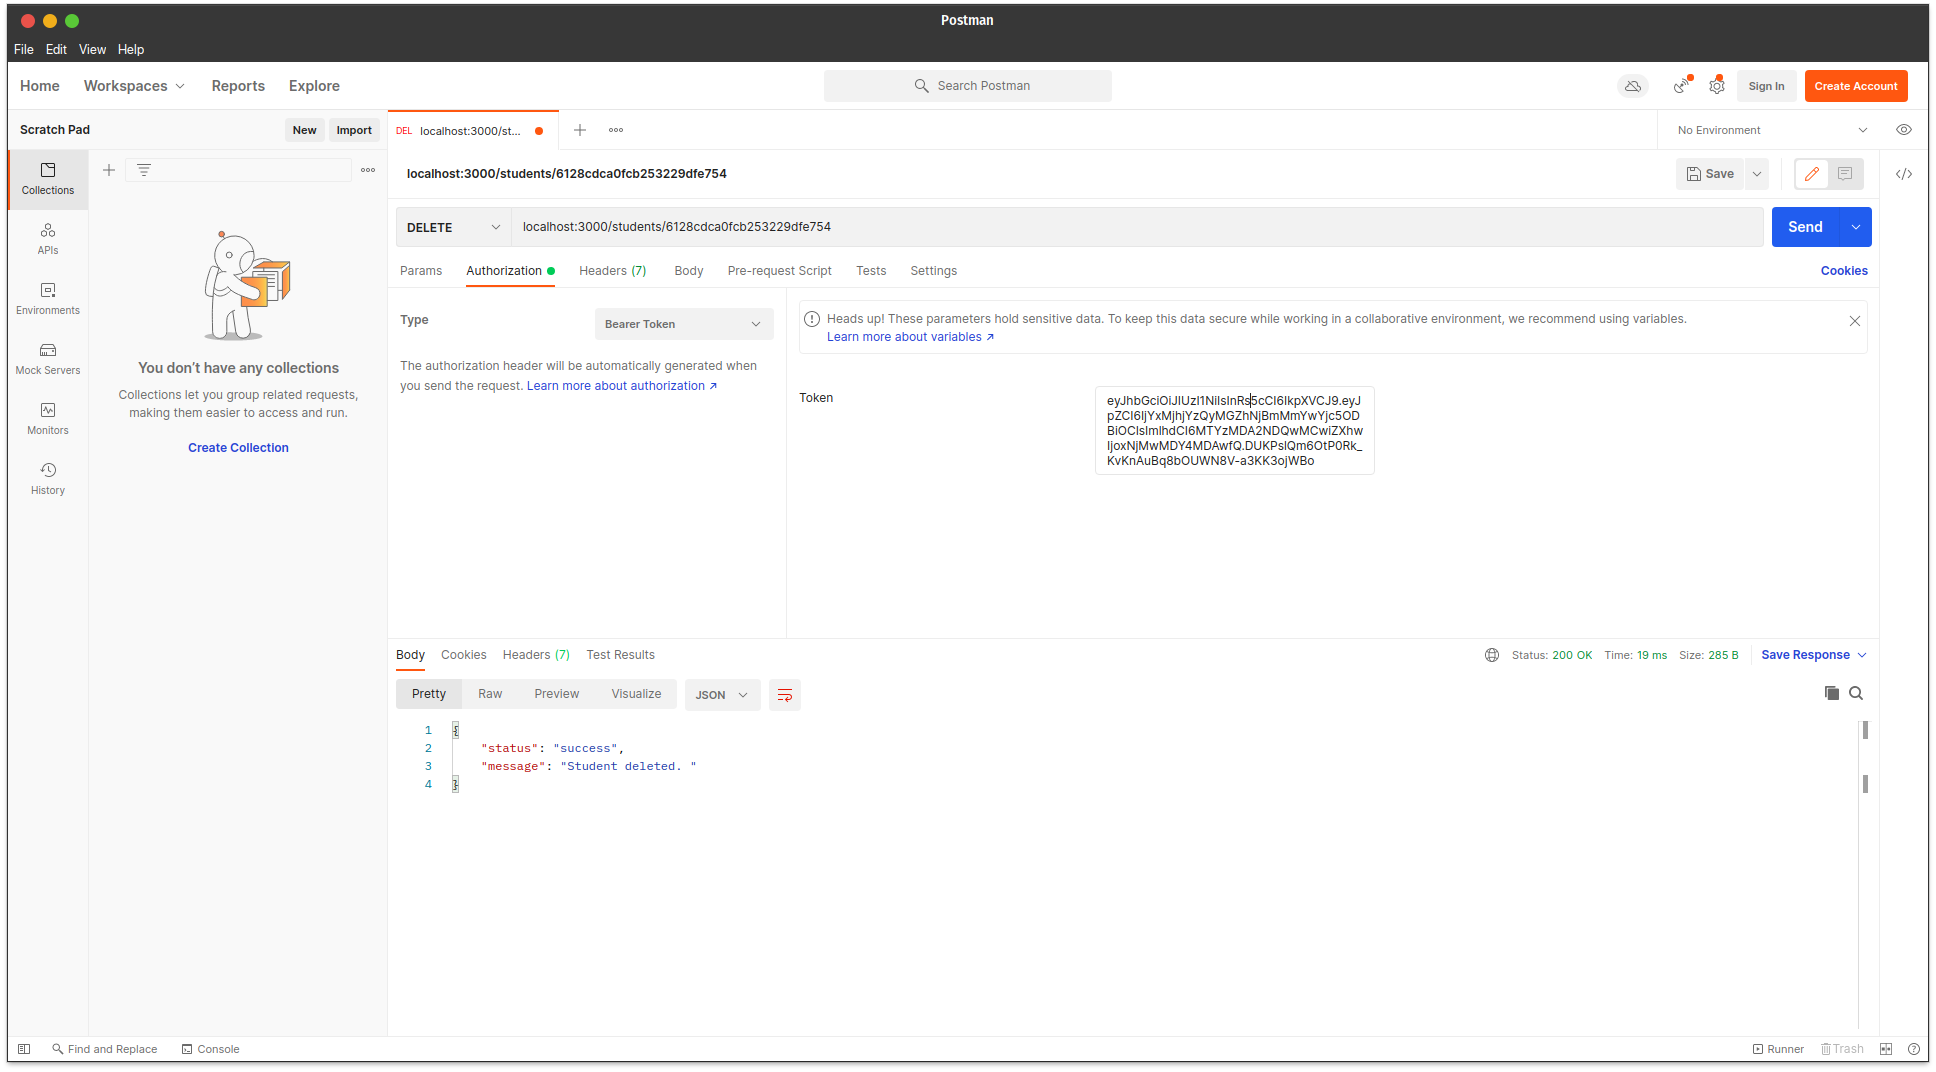 Postman
File Edit View Help
Home Workspaces Reports Explore
Search Postman
Sign In
Create Account
Scratch Pad
New
Import
DEL localhost:3000/st...
No Environment
Collections
APIs
Environments
Mock Servers
Monitors
History
You don't have any collections
Collections let you group related requests,
making them easier to access and run.
Create Collection
localhost:3000/students/6128cdca0fcb253229dfe754
Save
DELETE
localhost:3000/students/6128cdca0fcb253229dfe754
Send
Params Authorization Headers (7) Body Pre-request Script Tests Settings
Cookies
Type
Bearer Token
The authorization header will be automatically generated when
you send the request. Learn more about authorization ↗
Heads up! These parameters hold sensitive data. To keep this data secure while working in a collaborative environment, we recommend using variables.
Learn more about variables ↗
Token
eyJhbGciOiJIUzI1NiIsInRs5cCI6IkpXVCJ9.eyJ
pZCI6IjYxMjhjYzQyMGZhNjBmMmYwYjc5OD
BiOCIsImlhdCI6MTYzMDA2NDQwMCwiZXhw
IjoxNjMwMDY4MDAwfQ.DUKPslQm6OtP0Rk_
KvKnAuBq8bOUWN8V-a3KK3ojWBo
Body Cookies Headers (7) Test Results
Status: 200 OK Time: 19 ms Size: 285 B
Save Response
Pretty Raw Preview Visualize
JSON
1 {
2 "status": "success",
3 "message": "Student deleted. "
4 }
Find and Replace
Console
Runner
Trash